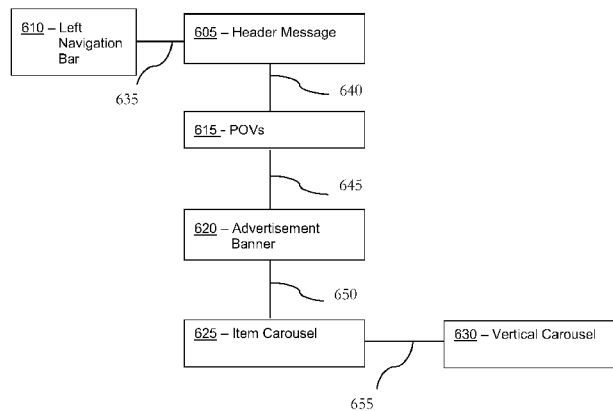 610 – Left
Navigation
Bar
605 – Header Message
635
640
615 - POVs
645
620 – Advertisement
Banner
650
625 – Item Carousel
630 – Vertical Carousel
655